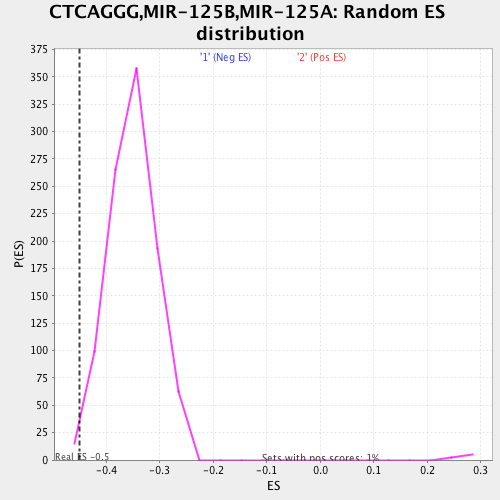 CTCAGGG,MIR-125B,MIR-125A: Random ES
distribution
'1' (Neg ES) '2' (Pos ES)
375
350
325
300
275
250
225
200
175
150
125
100
75
50
25
0
P(ES)
Real ES -0.5 Sets with pos scores: 1%
-0.4 -0.3 -0.2 -0.1 0.0 0.1 0.2 0.3
ES